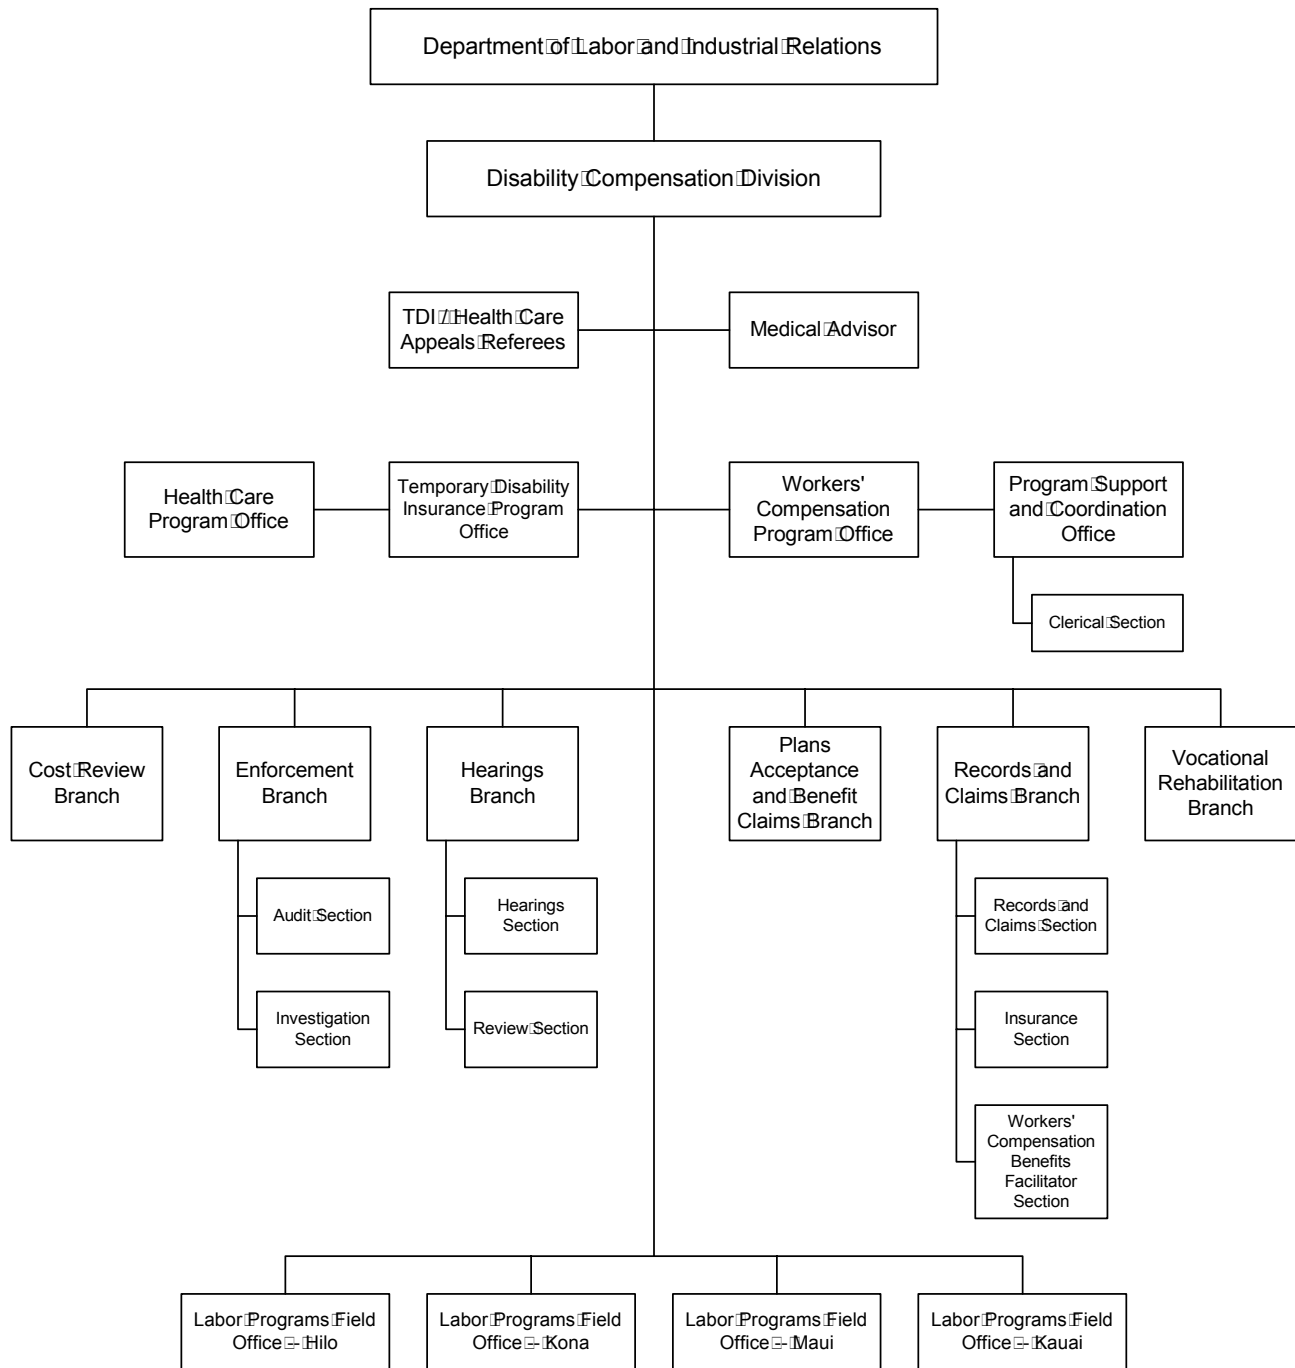 Department of Labor and Industrial Relations
Disability Compensation Division
TDI / Health Care
Appeals Referees
Medical Advisor
Health Care
Program Office
Temporary Disability
Insurance Program
Office
Workers'
Compensation
Program Office
Program Support
and Coordination
Office
Clerical Section
Cost Review
Branch
Enforcement
Branch
Hearings
Branch
Plans
Acceptance
and Benefit
Claims Branch
Records and
Claims Branch
Vocational
Rehabilitation
Branch
Audit Section
Investigation
Section
Hearings
Section
Review Section
Records and
Claims Section
Insurance
Section
Workers'
Compensation
Benefits
Facilitator
Section
Labor Programs Field
Office -- Hilo
Labor Programs Field
Office -- Kona
Labor Programs Field
Office -- Maui
Labor Programs Field
Office -- Kauai